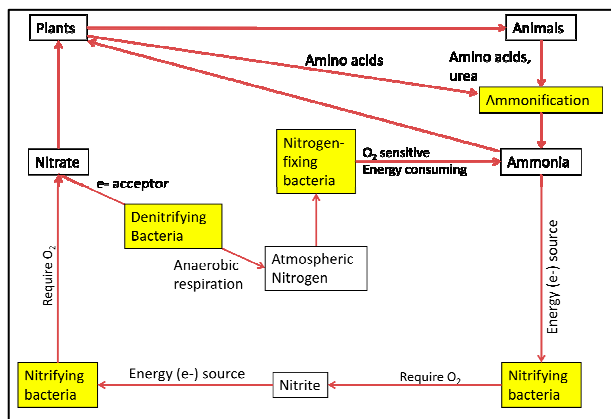 Plants
Animals
Amino acids
Amino acids,
urea
Ammonification
Nitrate
Nitrogen-
fixing
bacteria
O₂ sensitive
Energy consuming
Ammonia
e- acceptor
Denitrifying
Bacteria
Anaerobic
respiration
Atmospheric
Nitrogen
Require O₂
Energy (e-) source
Nitrifying
bacteria
Energy (e-) source
Nitrite
Require O₂
Nitrifying
bacteria